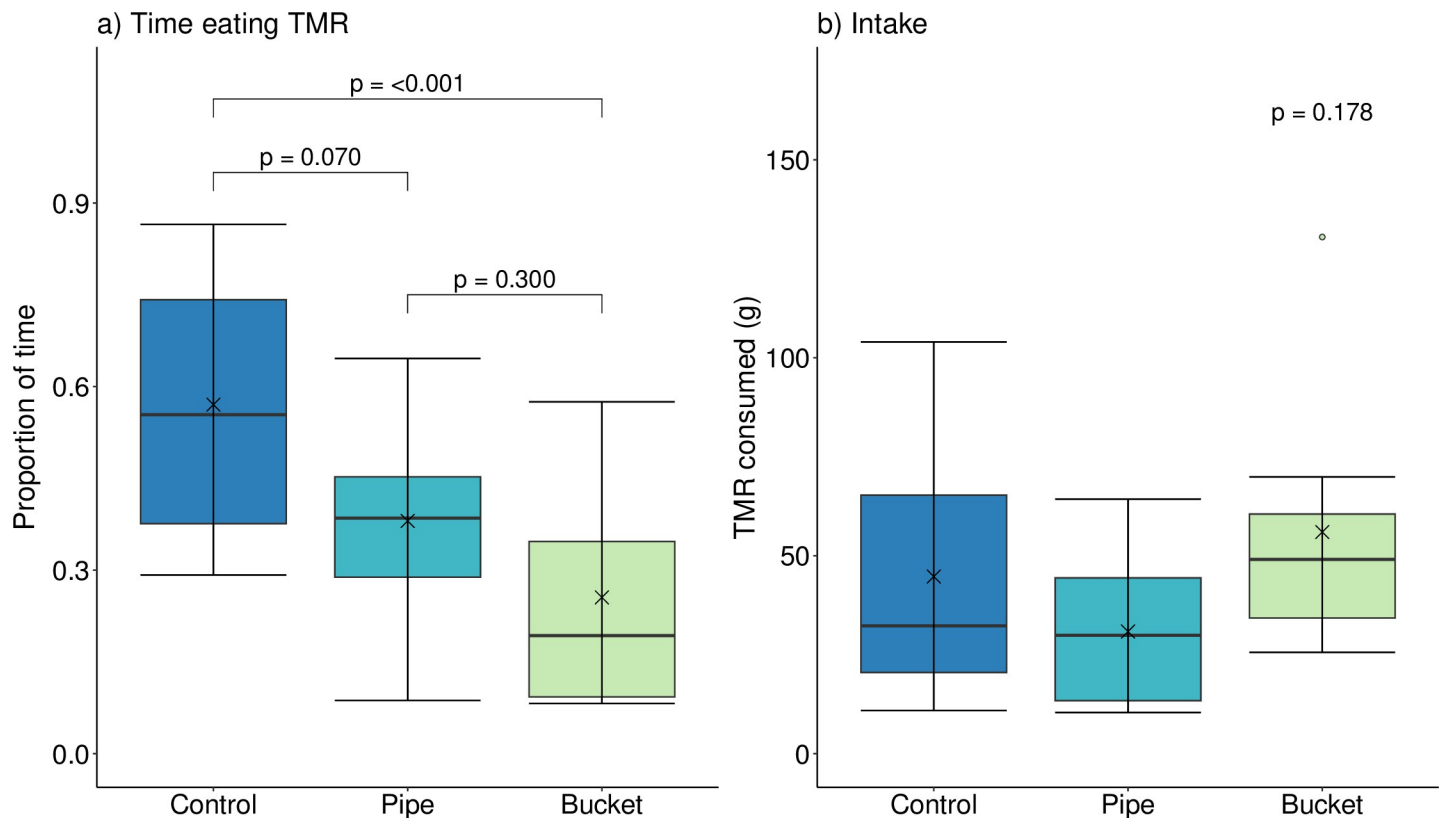 a) Time eating TMR
p = <0.001
p = 0.070
p = 0.300
Proportion of time
0.9
0.6
0.3
0.0
Control Pipe Bucket
b) Intake
p = 0.178
TMR consumed (g)
150
100
50
0
Control Pipe Bucket